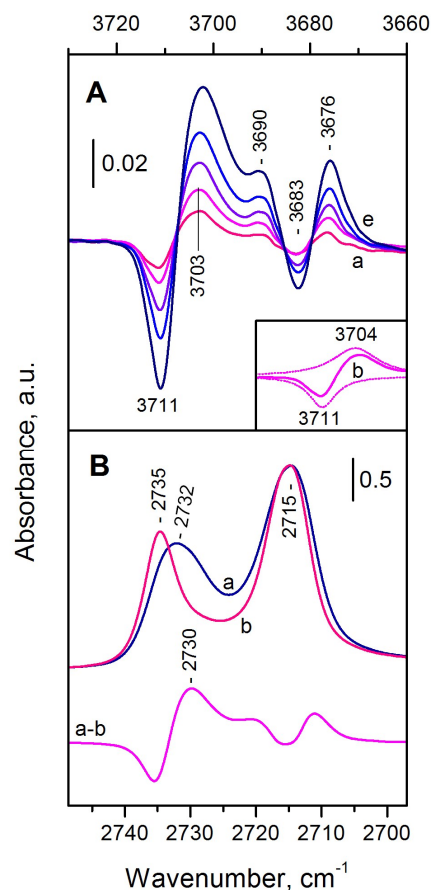 3720 3700 3680 3660
A
0.02
3690
3676
3683
3703
e
a
3711
3704
b
3711
Absorbance, a.u.
B
0.5
2735
2732
2715
a
b
2730
a-b
2740 2730 2720 2710 2700
Wavenumber, cm⁻¹